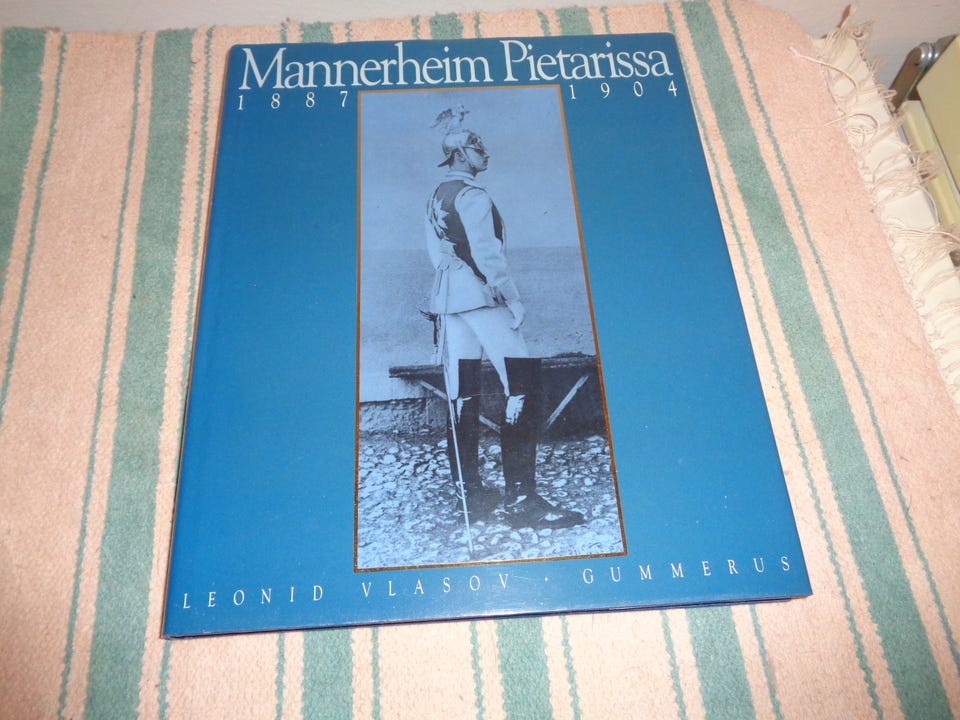 Mannerheim Pietarissa
1887 1904
LEONID VLASOV · GUMMERUS